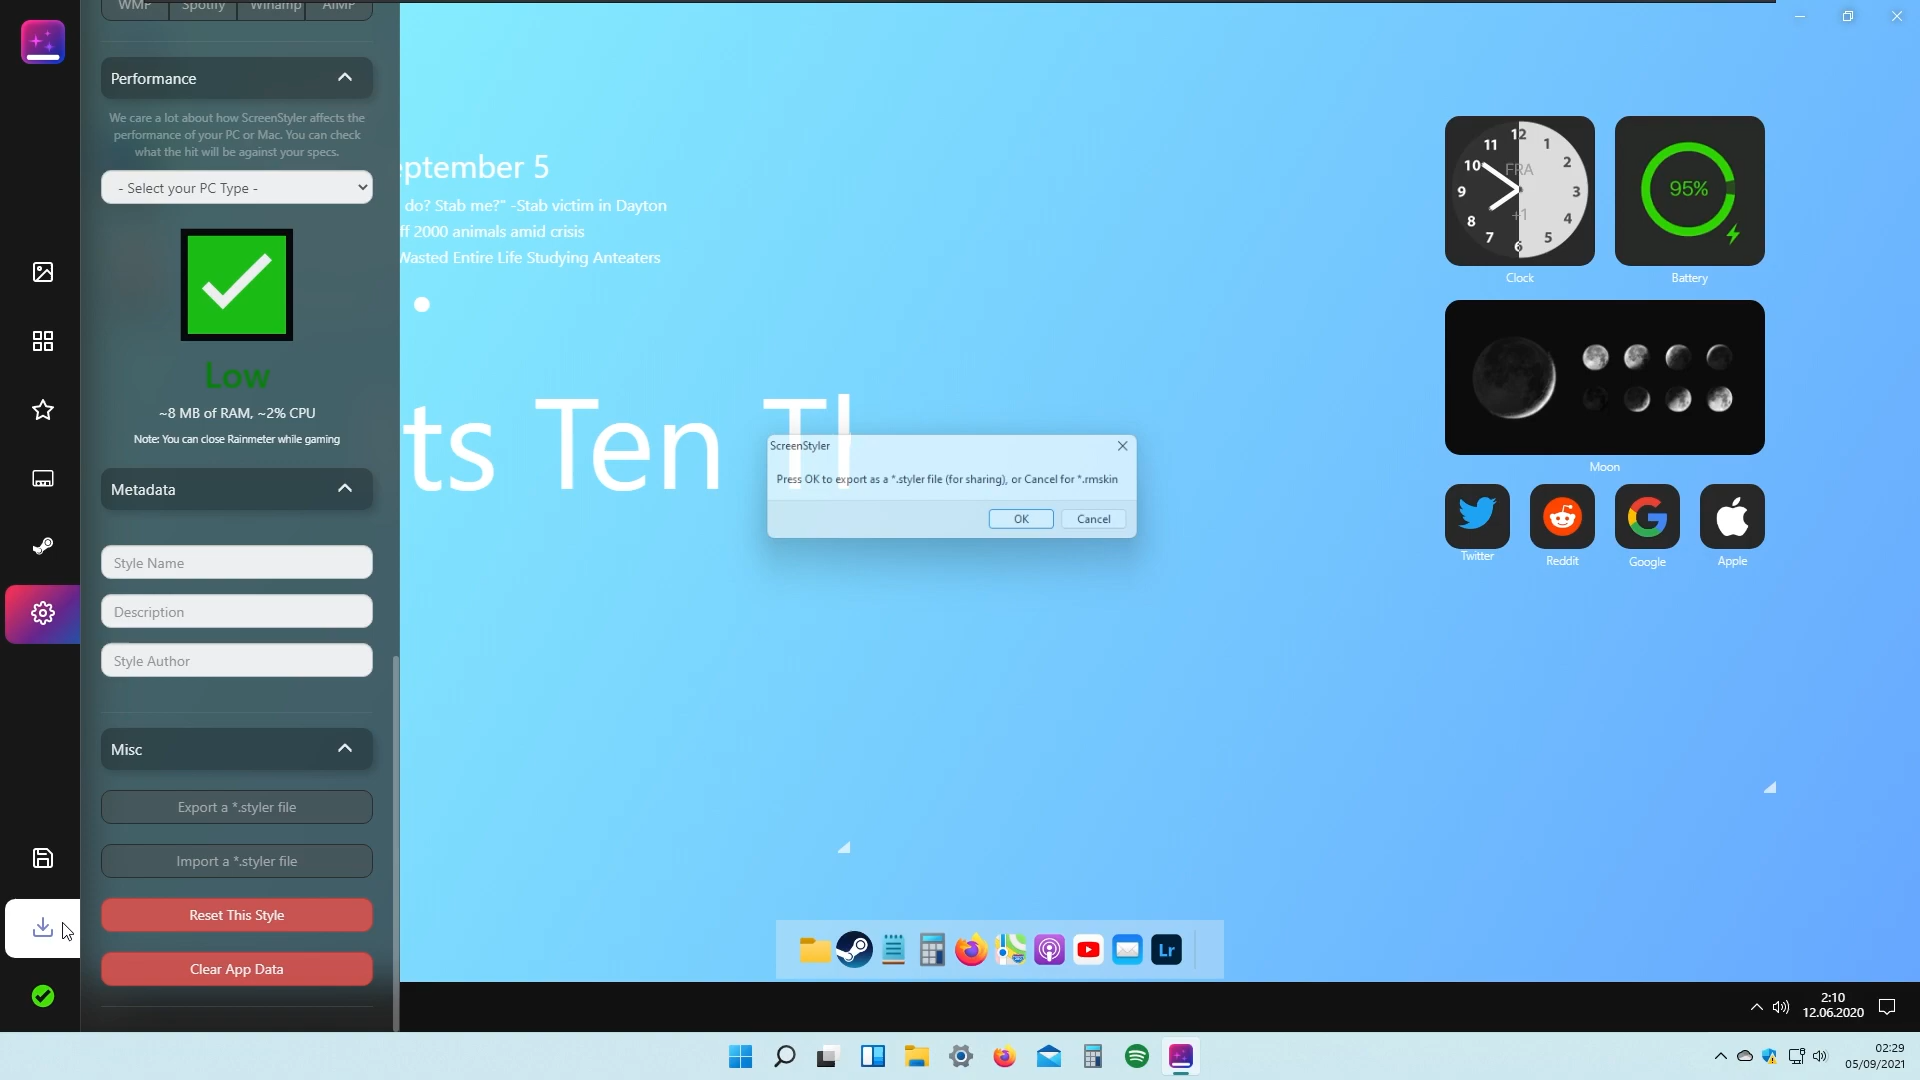 WMP
Spotify
Winamp
AIMP
Performance
We care a lot about how ScreenStyler affects the
performance of your PC or Mac. You can check
what the hit will be against your specs.
- Select your PC Type -
Low
~8 MB of RAM, ~2% CPU
Note: You can close Rainmeter while gaming
Metadata
Style Name
Description
Style Author
Misc
Export a *.styler file
Import a *.styler file
Reset This Style
Clear App Data
eptember 5
do? Stab me?" -Stab victim in Dayton
ff 2000 animals amid crisis
Wasted Entire Life Studying Anteaters
ts Ten Tl
ScreenStyler
Press OK to export as a *.styler file (for sharing), or Cancel for *.rmskin
OK
Cancel
12
1
2
3
4
5
6
7
8
9
10
11
FRA
+1
Clock
95%
Battery
Moon
Twitter
Reddit
Google
Apple
Lr
2:10
12.06.2020
02:29
05/09/2021